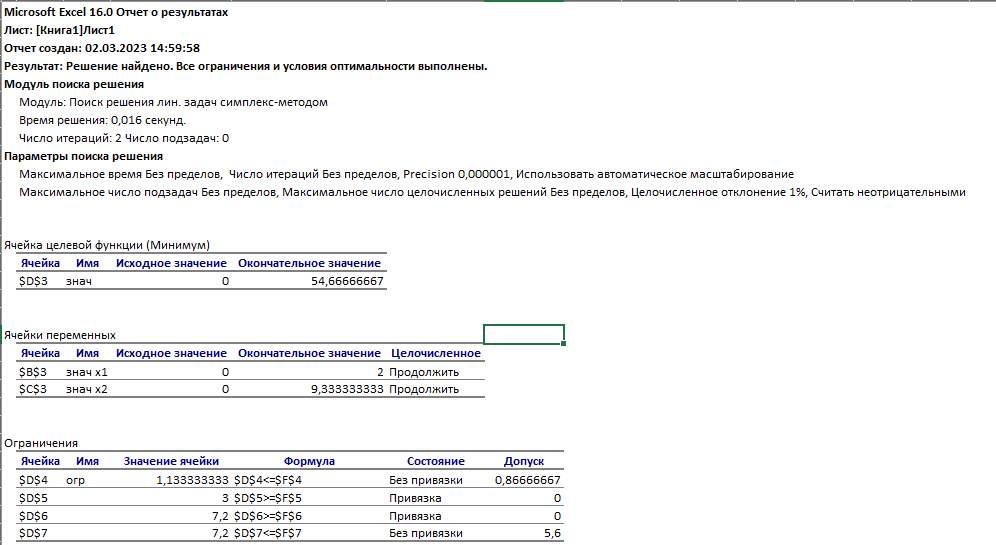 Microsoft Excel 16.0 Отчет о результатах
Лист: [Книга1]Лист1
Отчет создан: 02.03.2023 14:59:58
Результат: Решение найдено. Все ограничения и условия оптимальности выполнены.
Модуль поиска решения
Модуль: Поиск решения лин. задач симплекс-методом
Время решения: 0,016 секунд.
Число итераций: 2 Число подзадач: 0
Параметры поиска решения
Максимальное время Без пределов,  Число итераций Без пределов, Precision 0,000001, Использовать автоматическое масштабирование
Максимальное число подзадач Без пределов, Максимальное число целочисленных решений Без пределов, Целочисленное отклонение 1%, Считать неотрицательными
Ячейка целевой функции (Минимум)
Ячейка Имя Исходное значение Окончательное значение
$D$3 знач 0 54,66666667
Ячейки переменных
Ячейка Имя Исходное значение Окончательное значение Целочисленное
$B$3 знач x1 0 2 Продолжить
$C$3 знач x2 0 9,333333333 Продолжить
Ограничения
Ячейка Имя Значение ячейки Формула Состояние Допуск
$D$4 огр 1,133333333 $D$4<=$F$4 Без привязки 0,86666667
$D$5 3 $D$5>=$F$5 Привязка 0
$D$6 7,2 $D$6>=$F$6 Привязка 0
$D$7 7,2 $D$7<=$F$7 Без привязки 5,6